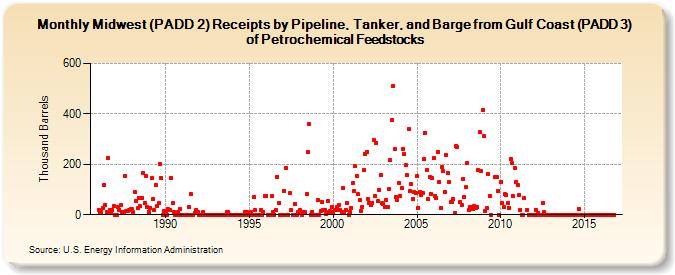 Monthly Midwest (PADD 2) Receipts by Pipeline, Tanker, and Barge from Gulf Coast (PADD 3)
of Petrochemical Feedstocks
Thousand Barrels
600
400
200
0
1990
1995
2000
2005
2010
2015
Source: U.S. Energy Information Administration